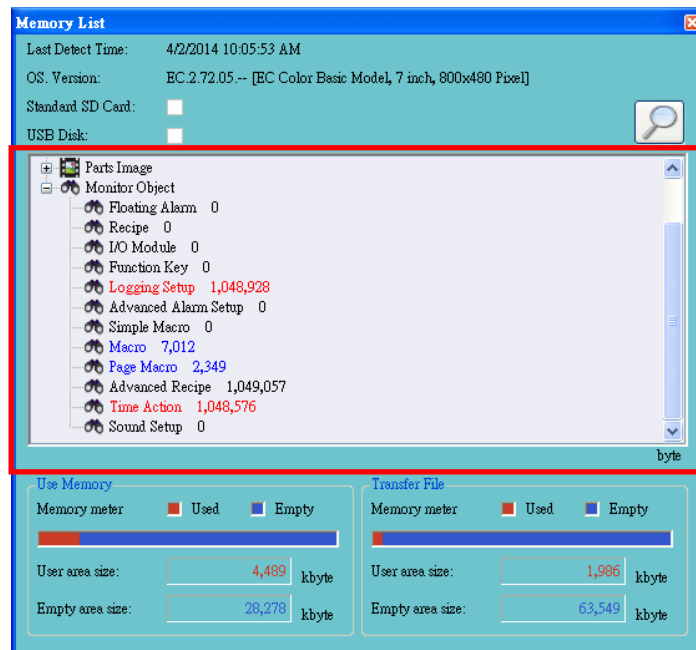 Memory List
Last Detect Time: 4/2/2014 10:05:53 AM
OS. Version: EC.2.72.05.-- [EC Color Basic Model, 7 inch, 800x480 Pixel]
Standard SD Card:
USB Disk:
Parts Image
Monitor Object
Floating Alarm 0
Recipe 0
I/O Module 0
Function Key 0
Logging Setup 1,048,928
Advanced Alarm Setup 0
Simple Macro 0
Macro 7,012
Page Macro 2,349
Advanced Recipe 1,049,057
Time Action 1,048,576
Sound Setup 0
byte
Use Memory
Memory meter Used Empty
User area size: 4,489 kbyte
Empty area size: 28,278 kbyte
Transfer File
Memory meter Used Empty
User area size: 1,986 kbyte
Empty area size: 63,549 kbyte